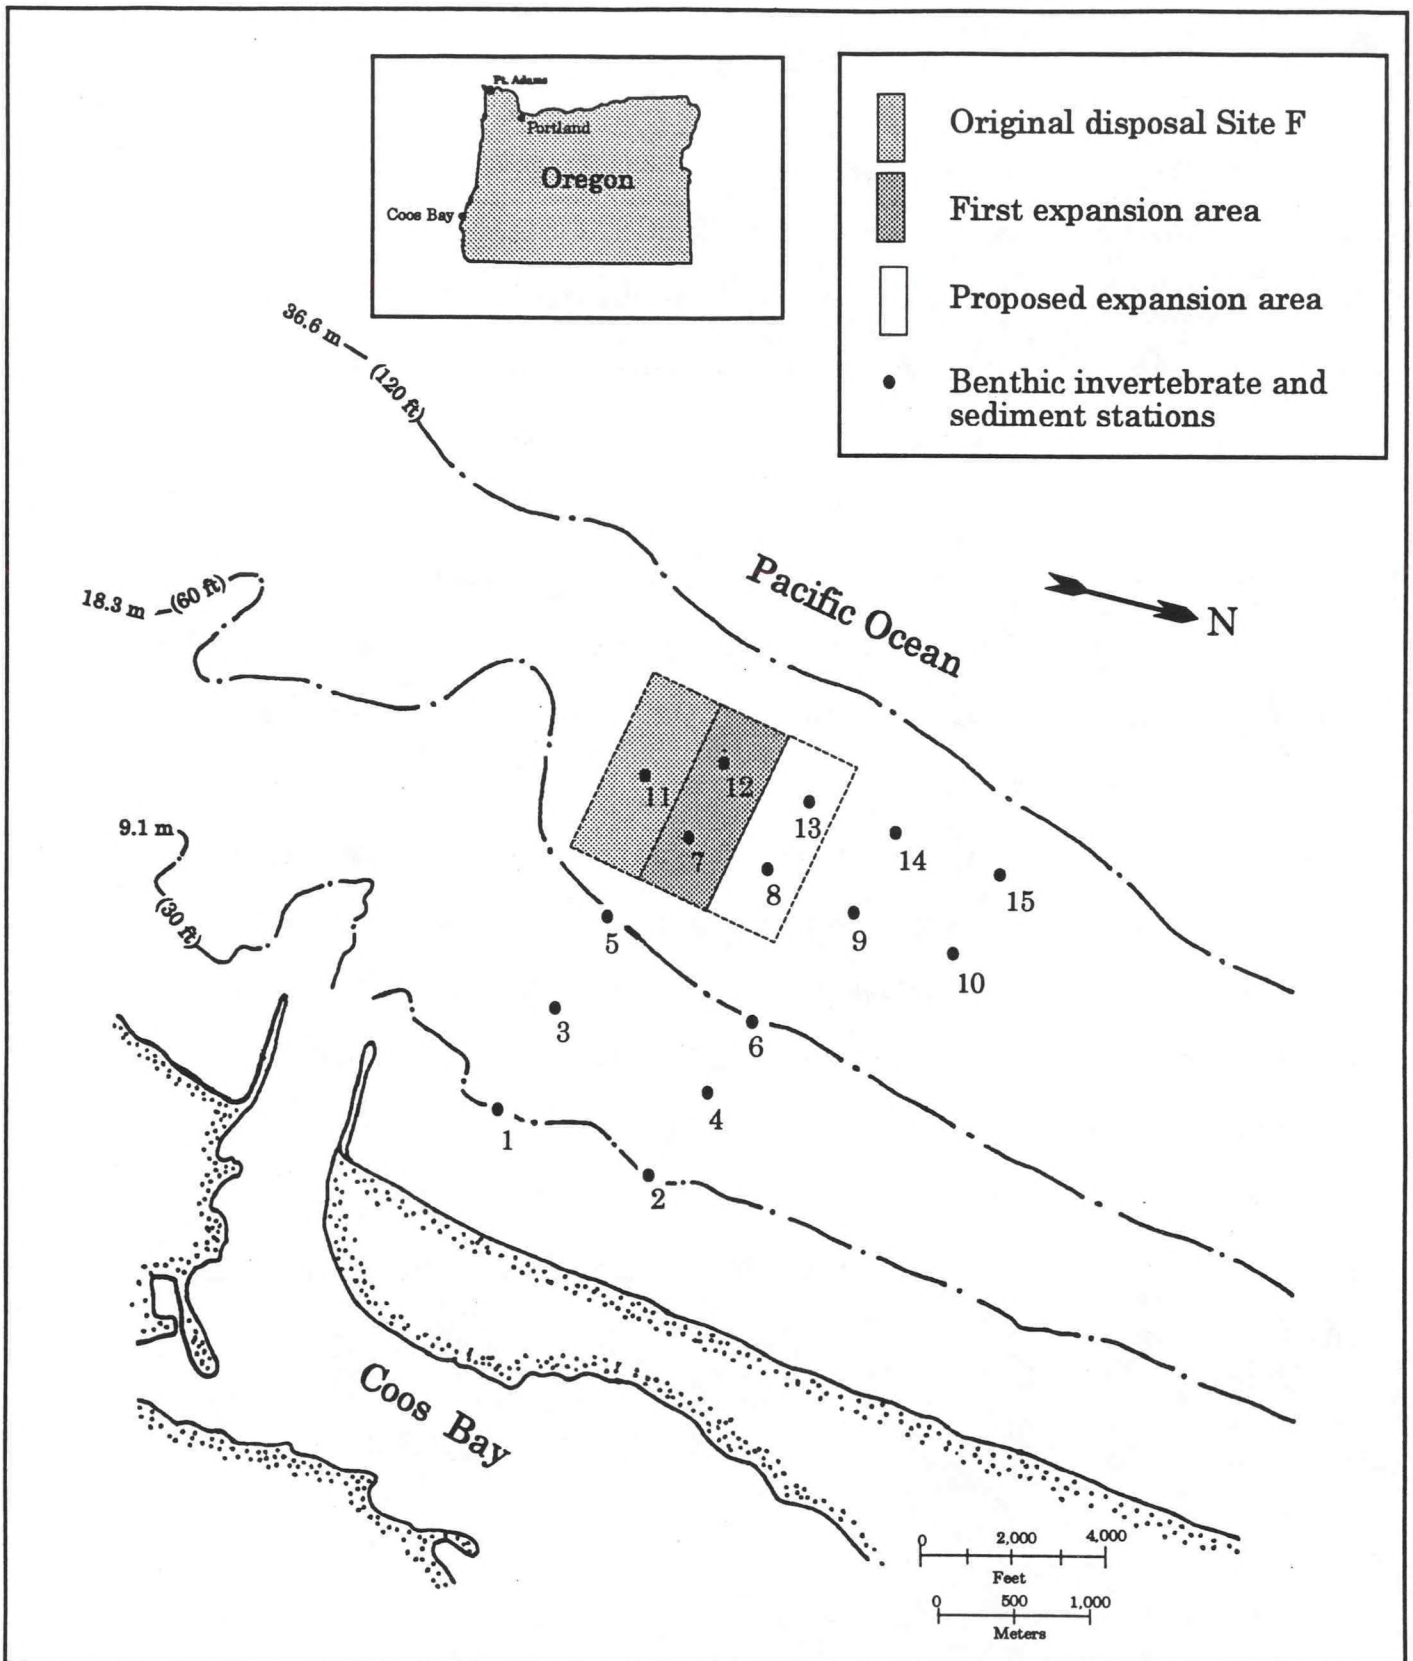 Pt. Adams
Portland
Oregon
Coos Bay
Original disposal Site F
First expansion area
Proposed expansion area
Benthic invertebrate and
sediment stations
36.6 m
(120 ft)
Pacific Ocean
18.3 m
(60 ft)
N
9.1 m
(30 ft)
11
12
13
7
8
14
15
9
10
5
3
6
4
1
2
Coos Bay
0 2,000 4,000
Feet
0 500 1,000
Meters